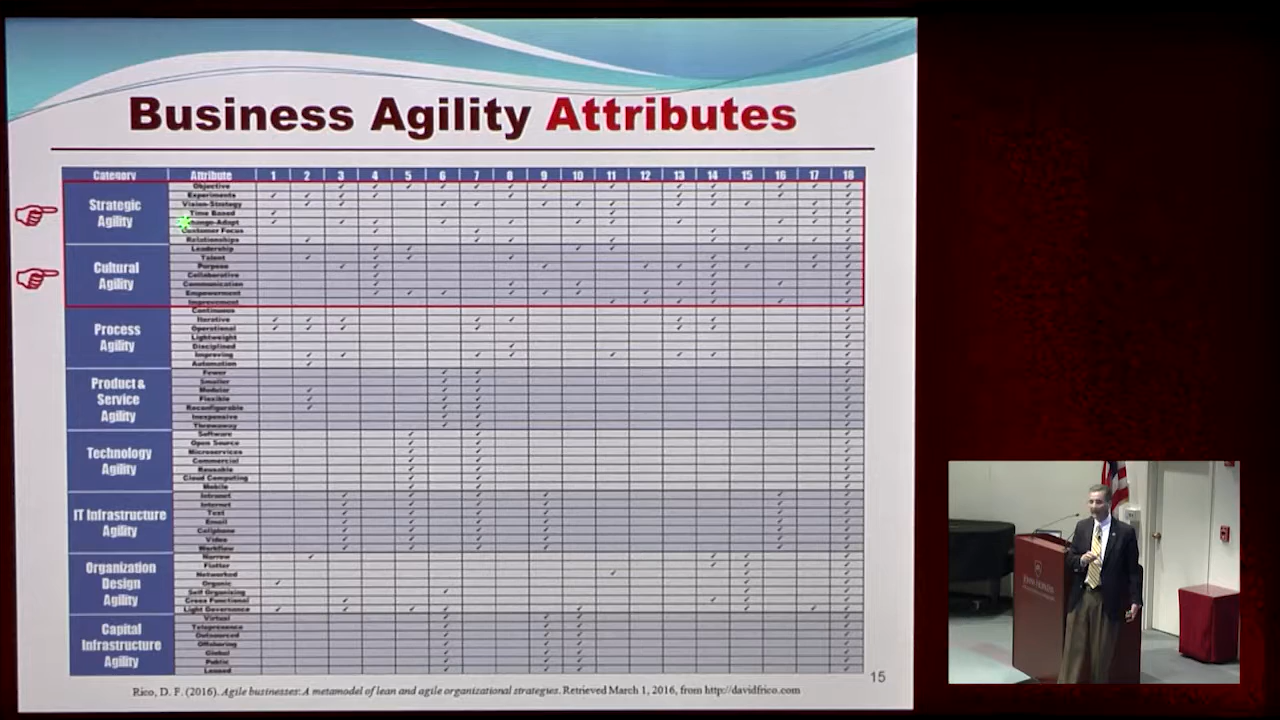 Business Agility Attributes
Category Attribute 1 2 3 4 5 6 7 8 9 10 11 12 13 14 15 16 17 18
Strategic Agility
Objective
Experiments
Vision-Strategy
Time Based
Customer Focus
Relationships
Cultural Agility
Leadership
Talent
Purpose
Collaborative
Communication
Empowerment
Improvement
Process Agility
Continuous
Iterative
Operational
Lightweight
Disciplined
Improving
Automation
Product & Service Agility
Fewer
Smaller
Modular
Flexible
Reconfigurable
Inexpensive
Throwaway
Technology Agility
Software
Open Source
Microservices
Commercial
Reusable
Cloud Computing
Mobile
IT Infrastructure Agility
Intranet
Internet
Text
Email
Cellphone
Video
Workflow
Organization Design Agility
Narrow
Flatter
Networked
Organic
Self Organizing
Cross Functional
Light Governance
Capital Infrastructure Agility
Virtual
Telepresence
Outsourced
Offshoring
Global
Public
Leased
15
Rico, D. F. (2016). Agile businesses: A metamodel of lean and agile organizational strategies. Retrieved March 1, 2016, from http://davidfrico.com
JOHNS HOPKINS